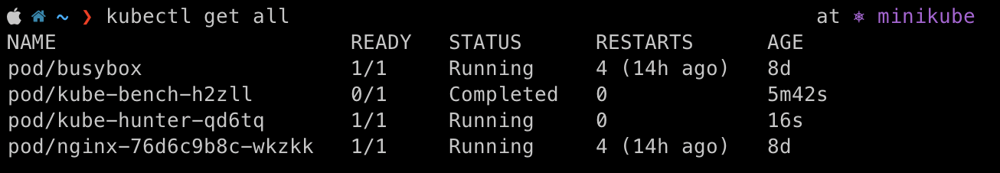 ~ ❯ kubectl get all at ⎈ minikube
NAME READY STATUS RESTARTS AGE
pod/busybox 1/1 Running 4 (14h ago) 8d
pod/kube-bench-h2zll 0/1 Completed 0 5m42s
pod/kube-hunter-qd6tq 1/1 Running 0 16s
pod/nginx-76d6c9b8c-wkzkk 1/1 Running 4 (14h ago) 8d